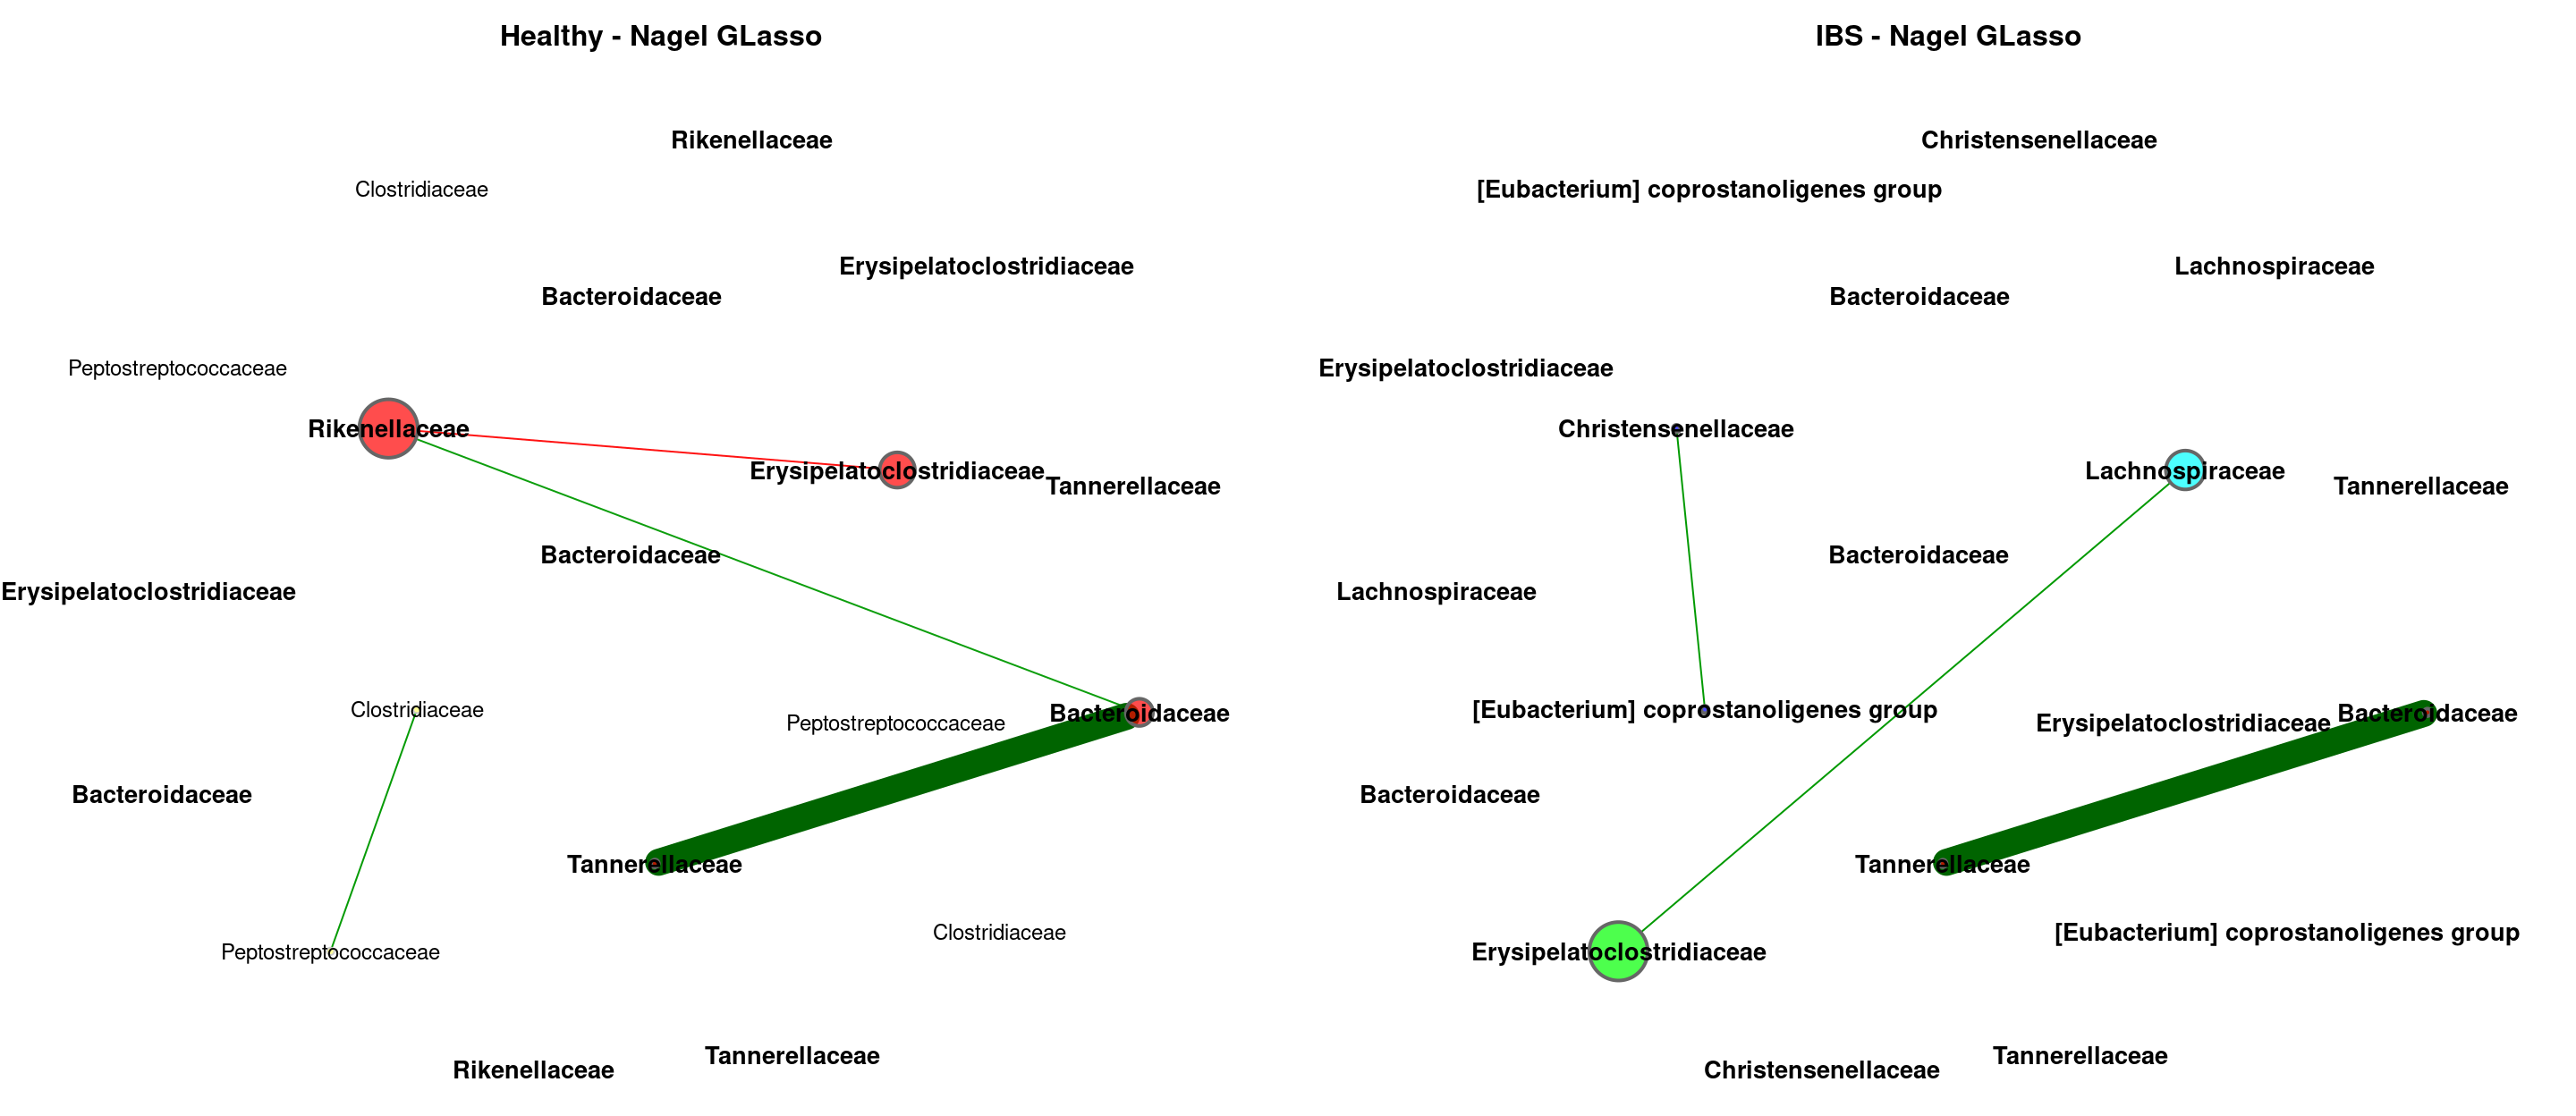 Healthy - Nagel GLasso
Rikenellaceae
Clostridiaceae
Erysipelatoclostridiaceae
Bacteroidaceae
Peptostreptococcaceae
Rikenellaceae
Erysipelatoclostridiaceae
Tannerellaceae
Bacteroidaceae
Erysipelatoclostridiaceae
Clostridiaceae
Bacteroidaceae
Peptostreptococcaceae
Bacteroidaceae
Tannerellaceae
Clostridiaceae
Peptostreptococcaceae
Tannerellaceae
Rikenellaceae
IBS - Nagel GLasso
Christensenellaceae
[Eubacterium] coprostanoligenes group
Lachnospiraceae
Bacteroidaceae
Erysipelatoclostridiaceae
Christensenellaceae
Lachnospiraceae
Tannerellaceae
Bacteroidaceae
Lachnospiraceae
[Eubacterium] coprostanoligenes group
Bacteroidaceae
Erysipelatoclostridiaceae
Bacteroidaceae
Tannerellaceae
[Eubacterium] coprostanoligenes group
Erysipelatoclostridiaceae
Tannerellaceae
Christensenellaceae